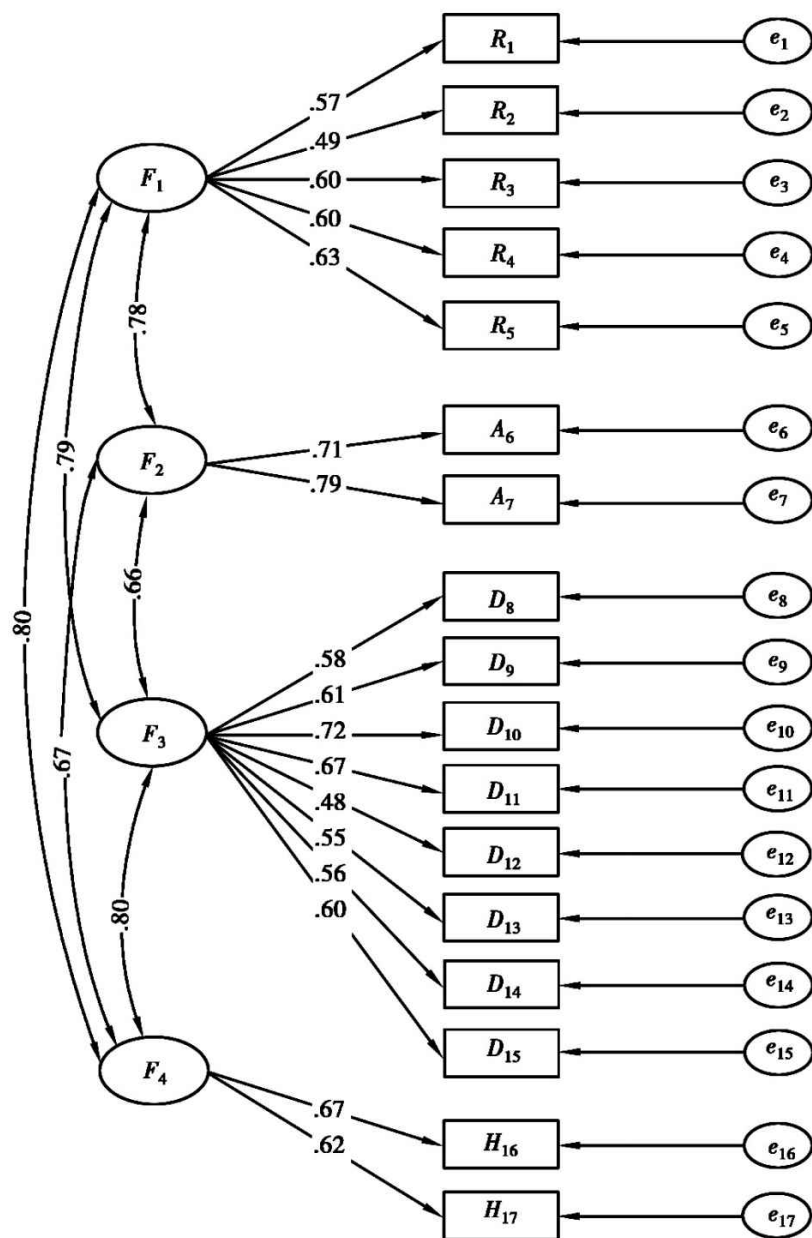 R₁ e₁
.57
R₂ e₂
.49
F₁ .60 R₃ e₃
.60 R₄ e₄
.63
.78 R₅ e₅
.79 F₂ .71 A₆ e₆
.79 A₇ e₇
.66 D₈ e₈
.80 .58
.61 D₉ e₉
F₃ .72 D₁₀ e₁₀
.67 .67 D₁₁ e₁₁
.48
.55 D₁₂ e₁₂
.56
.60 D₁₃ e₁₃
.80
D₁₄ e₁₄
F₄ D₁₅ e₁₅
.67
.62 H₁₆ e₁₆
H₁₇ e₁₇